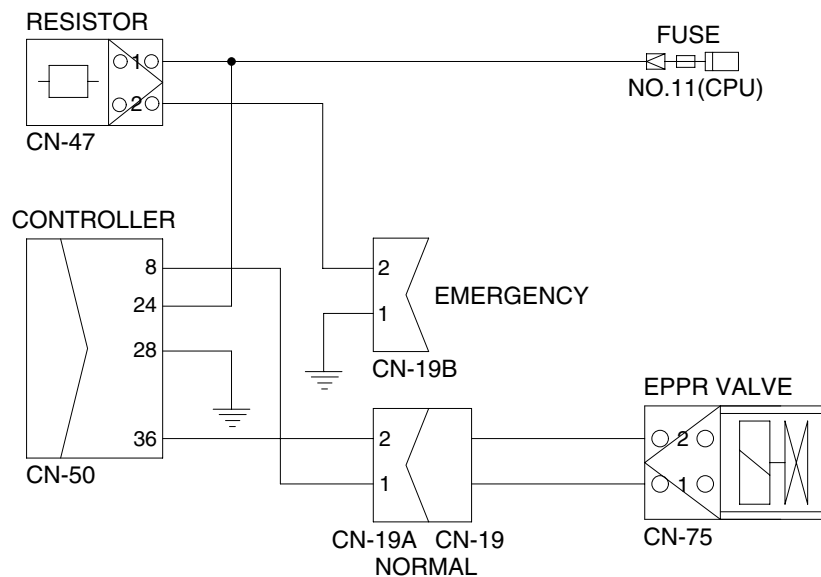 RESISTOR
1
2
CN-47
FUSE
NO.11(CPU)
CONTROLLER
8
24
28
36
CN-50
2
1
EMERGENCY
CN-19B
2
1
CN-19A CN-19
NORMAL
EPPR VALVE
2
1
CN-75